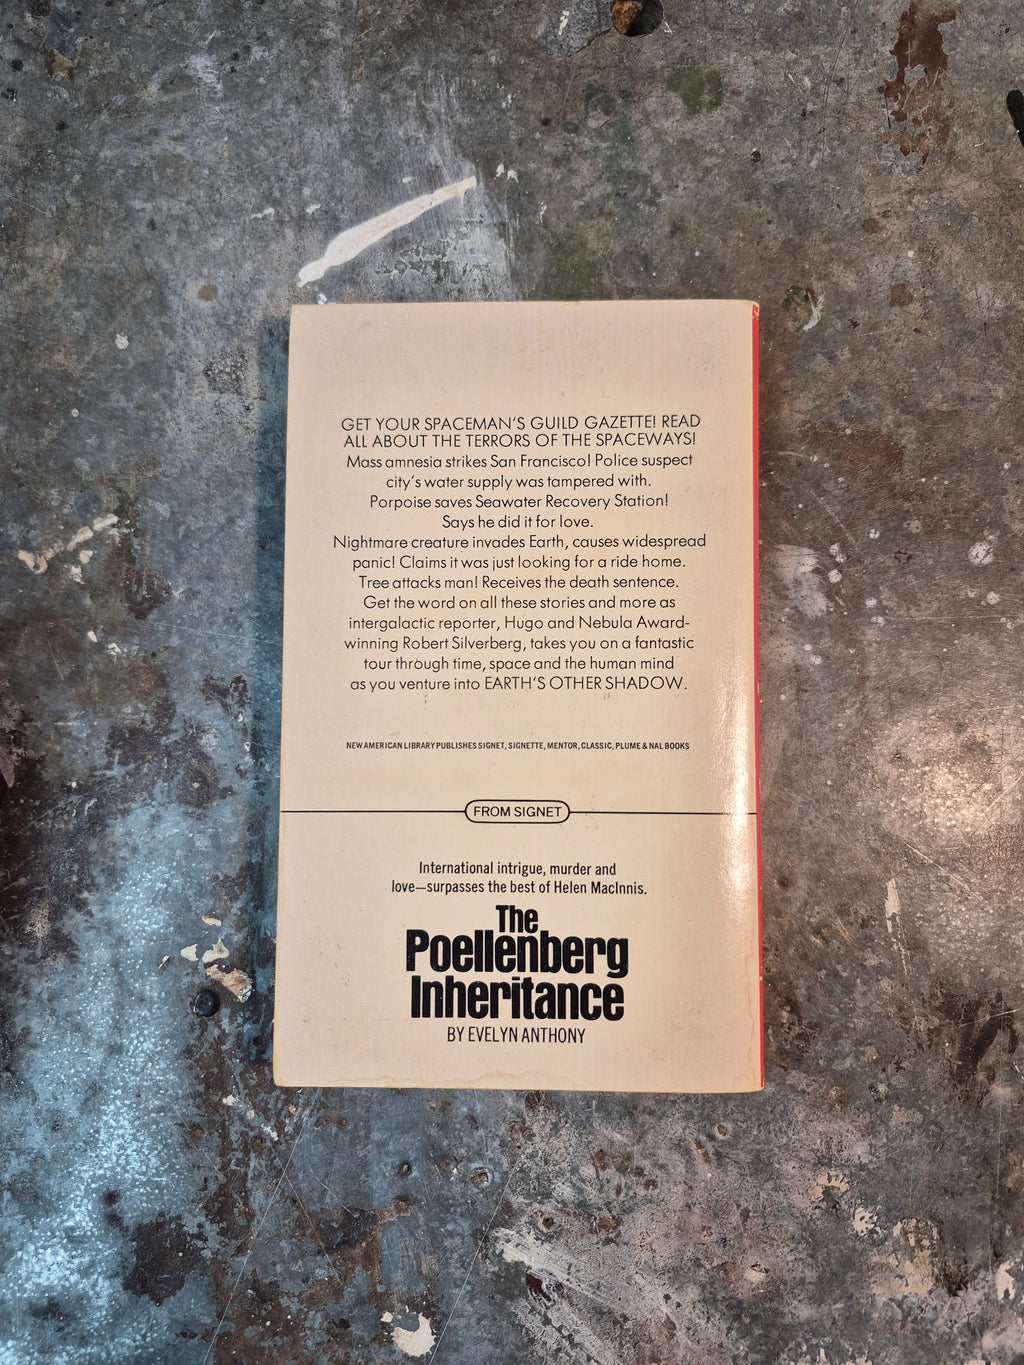 GET YOUR SPACEMAN'S GUILD GAZETTE! READ
ALL ABOUT THE TERRORS OF THE SPACEWAYS!
Mass amnesia strikes San Francisco! Police suspect
city's water supply was tampered with.
Porpoise saves Seawater Recovery Station!
Says he did it for love.
Nightmare creature invades Earth, causes widespread
panic! Claims it was just looking for a ride home.
Tree attacks man! Receives the death sentence.
Get the word on all these stories and more as
intergalactic reporter, Hugo and Nebula Award-
winning Robert Silverberg, takes you on a fantastic
tour through time, space and the human mind
as you venture into EARTH'S OTHER SHADOW.
NEW AMERICAN LIBRARY PUBLISHES SIGNET, SIGNETTE, MENTOR, CLASSIC, PLUME & NAL BOOKS
FROM SIGNET
International intrigue, murder and
love—surpasses the best of Helen MacInnis.
The
Poellenberg
Inheritance
BY EVELYN ANTHONY